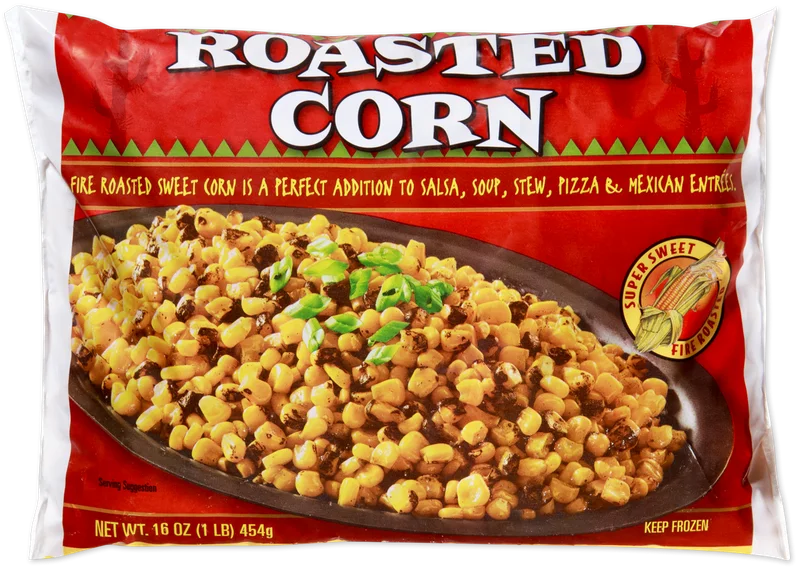 ROASTED
CORN
FIRE ROASTED SWEET CORN IS A PERFECT ADDITION TO SALSA, SOUP, STEW, PIZZA & MEXICAN ENTRÉES.
SUPER SWEET
FIRE ROASTED
Serving Suggestion
NET WT. 16 OZ (1 LB) 454g
KEEP FROZEN